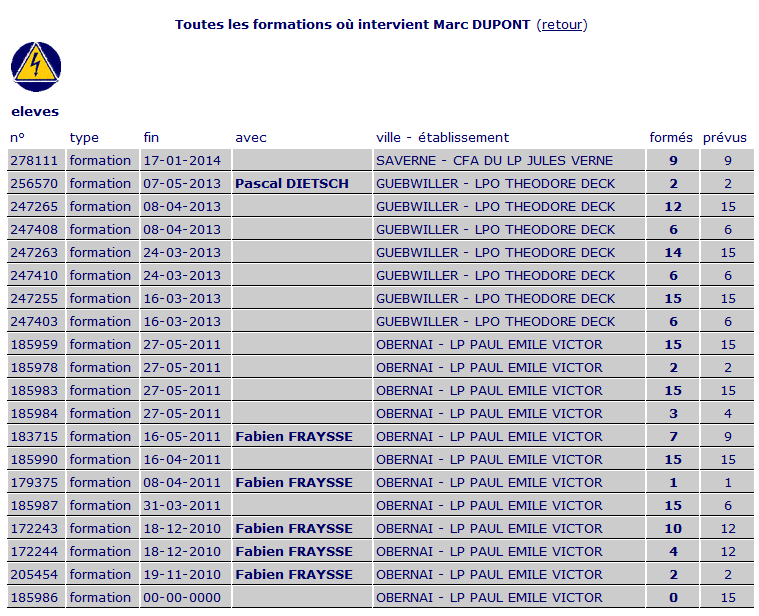 Toutes les formations où intervient Marc DUPONT (retour)
eleves
n° type fin avec ville - établissement formés prévus
278111 formation 17-01-2014 SAVERNE - CFA DU LP JULES VERNE 9 9
256570 formation 07-05-2013 Pascal DIETSCH GUEBWILLER - LPO THEODORE DECK 2 2
247265 formation 08-04-2013 GUEBWILLER - LPO THEODORE DECK 12 15
247408 formation 08-04-2013 GUEBWILLER - LPO THEODORE DECK 6 6
247263 formation 24-03-2013 GUEBWILLER - LPO THEODORE DECK 14 15
247410 formation 24-03-2013 GUEBWILLER - LPO THEODORE DECK 6 6
247255 formation 16-03-2013 GUEBWILLER - LPO THEODORE DECK 15 15
247403 formation 16-03-2013 GUEBWILLER - LPO THEODORE DECK 6 6
185959 formation 27-05-2011 OBERNAI - LP PAUL EMILE VICTOR 15 15
185978 formation 27-05-2011 OBERNAI - LP PAUL EMILE VICTOR 2 2
185983 formation 27-05-2011 OBERNAI - LP PAUL EMILE VICTOR 15 15
185984 formation 27-05-2011 OBERNAI - LP PAUL EMILE VICTOR 3 4
183715 formation 16-05-2011 Fabien FRAYSSE OBERNAI - LP PAUL EMILE VICTOR 7 9
185990 formation 16-04-2011 OBERNAI - LP PAUL EMILE VICTOR 15 15
179375 formation 08-04-2011 Fabien FRAYSSE OBERNAI - LP PAUL EMILE VICTOR 1 1
185987 formation 31-03-2011 OBERNAI - LP PAUL EMILE VICTOR 15 6
172243 formation 18-12-2010 Fabien FRAYSSE OBERNAI - LP PAUL EMILE VICTOR 10 12
172244 formation 18-12-2010 Fabien FRAYSSE OBERNAI - LP PAUL EMILE VICTOR 4 12
205454 formation 19-11-2010 Fabien FRAYSSE OBERNAI - LP PAUL EMILE VICTOR 2 2
185986 formation 00-00-0000 OBERNAI - LP PAUL EMILE VICTOR 0 15